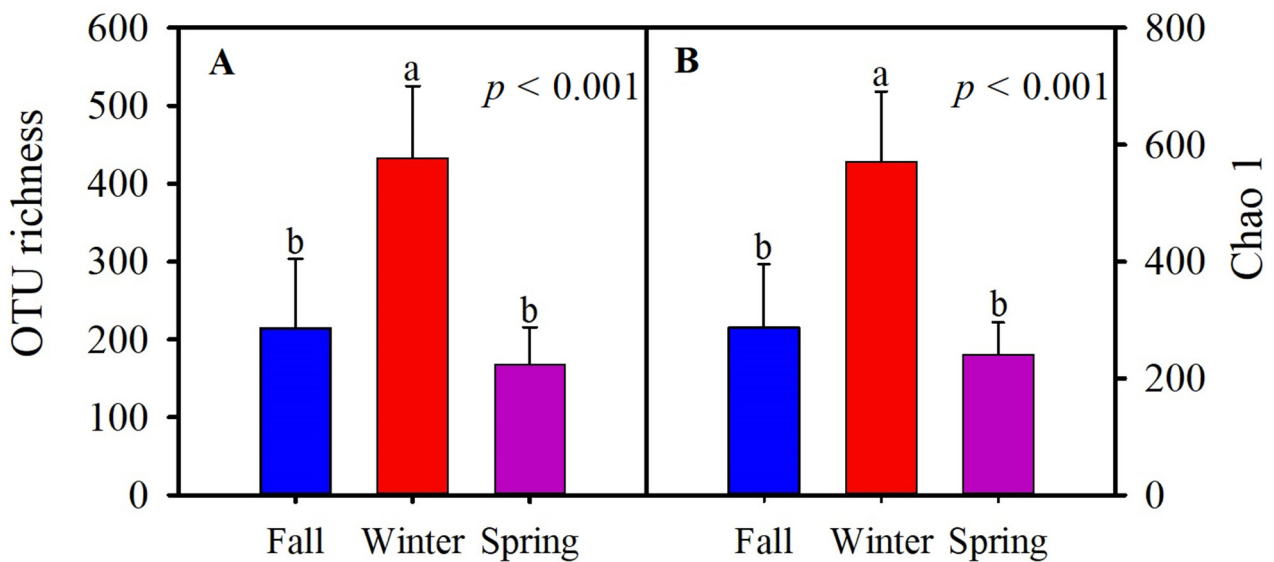 600
500
400
300
200
100
0
OTU richness
A
p < 0.001
b
a
b
Fall Winter Spring
B
p < 0.001
b
a
b
Fall Winter Spring
800
600
400
200
0
Chao 1